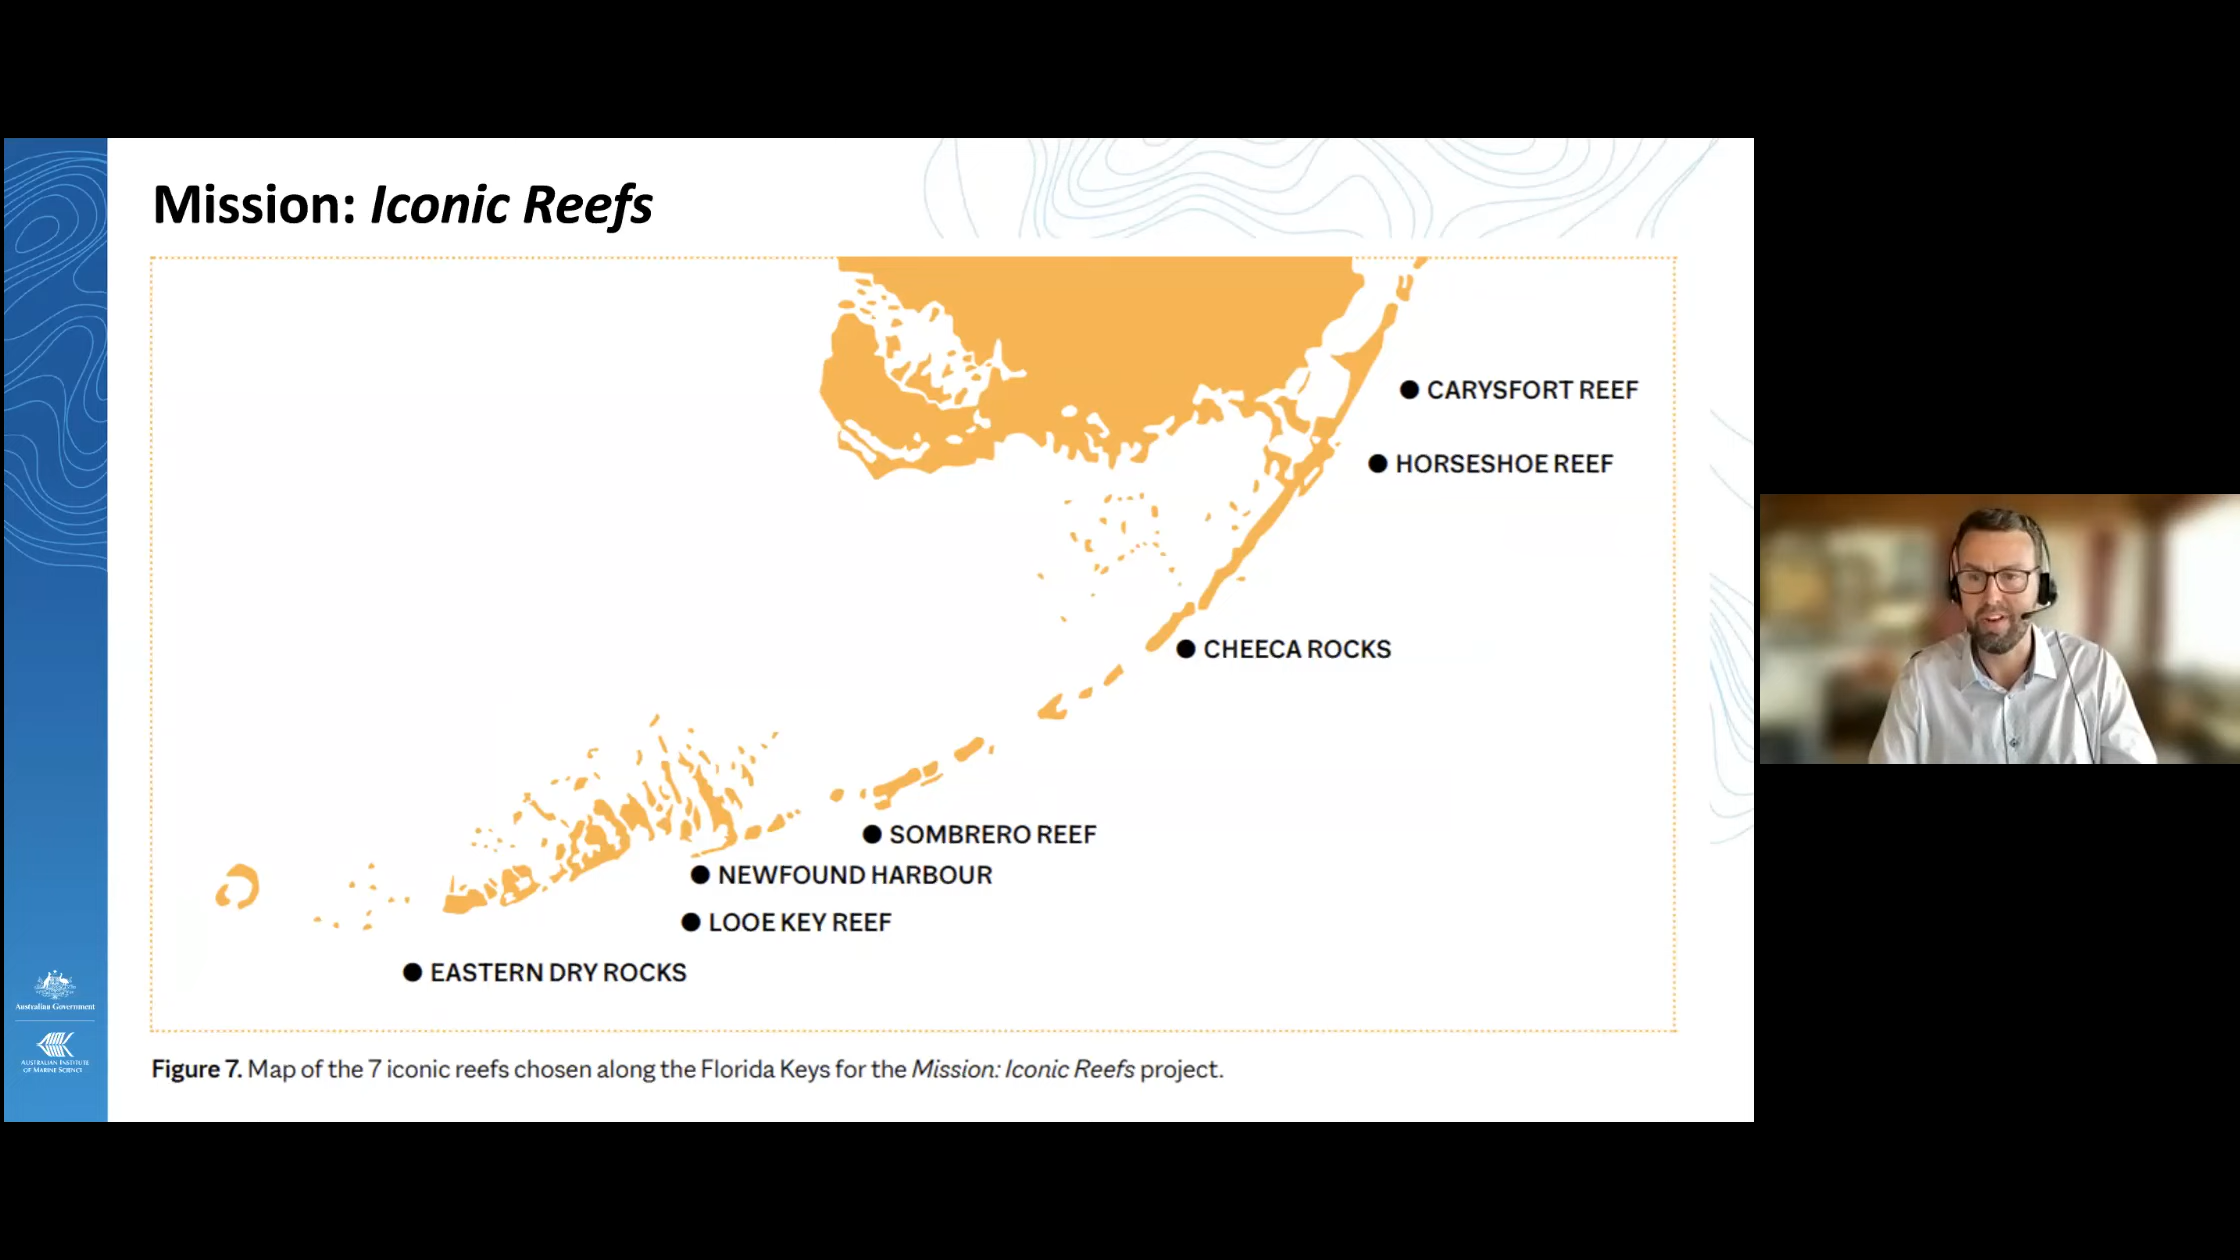 Mission: Iconic Reefs
CARYSFORT REEF
HORSESHOE REEF
CHEECA ROCKS
SOMBRERO REEF
NEWFOUND HARBOUR
LOOE KEY REEF
EASTERN DRY ROCKS
Australian Government
AUSTRALIAN INSTITUTE
OF MARINE SCIENCE
Figure 7. Map of the 7 iconic reefs chosen along the Florida Keys for the Mission: Iconic Reefs project.